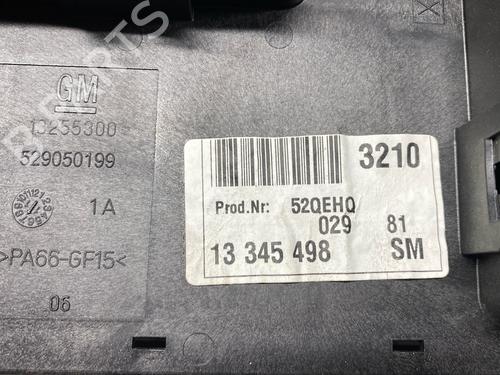 GM
13255300
529050199
1A
>PA66-GF15<
06
3210
Prod.Nr: 52QEHQ
029 81
13 345 498 SM